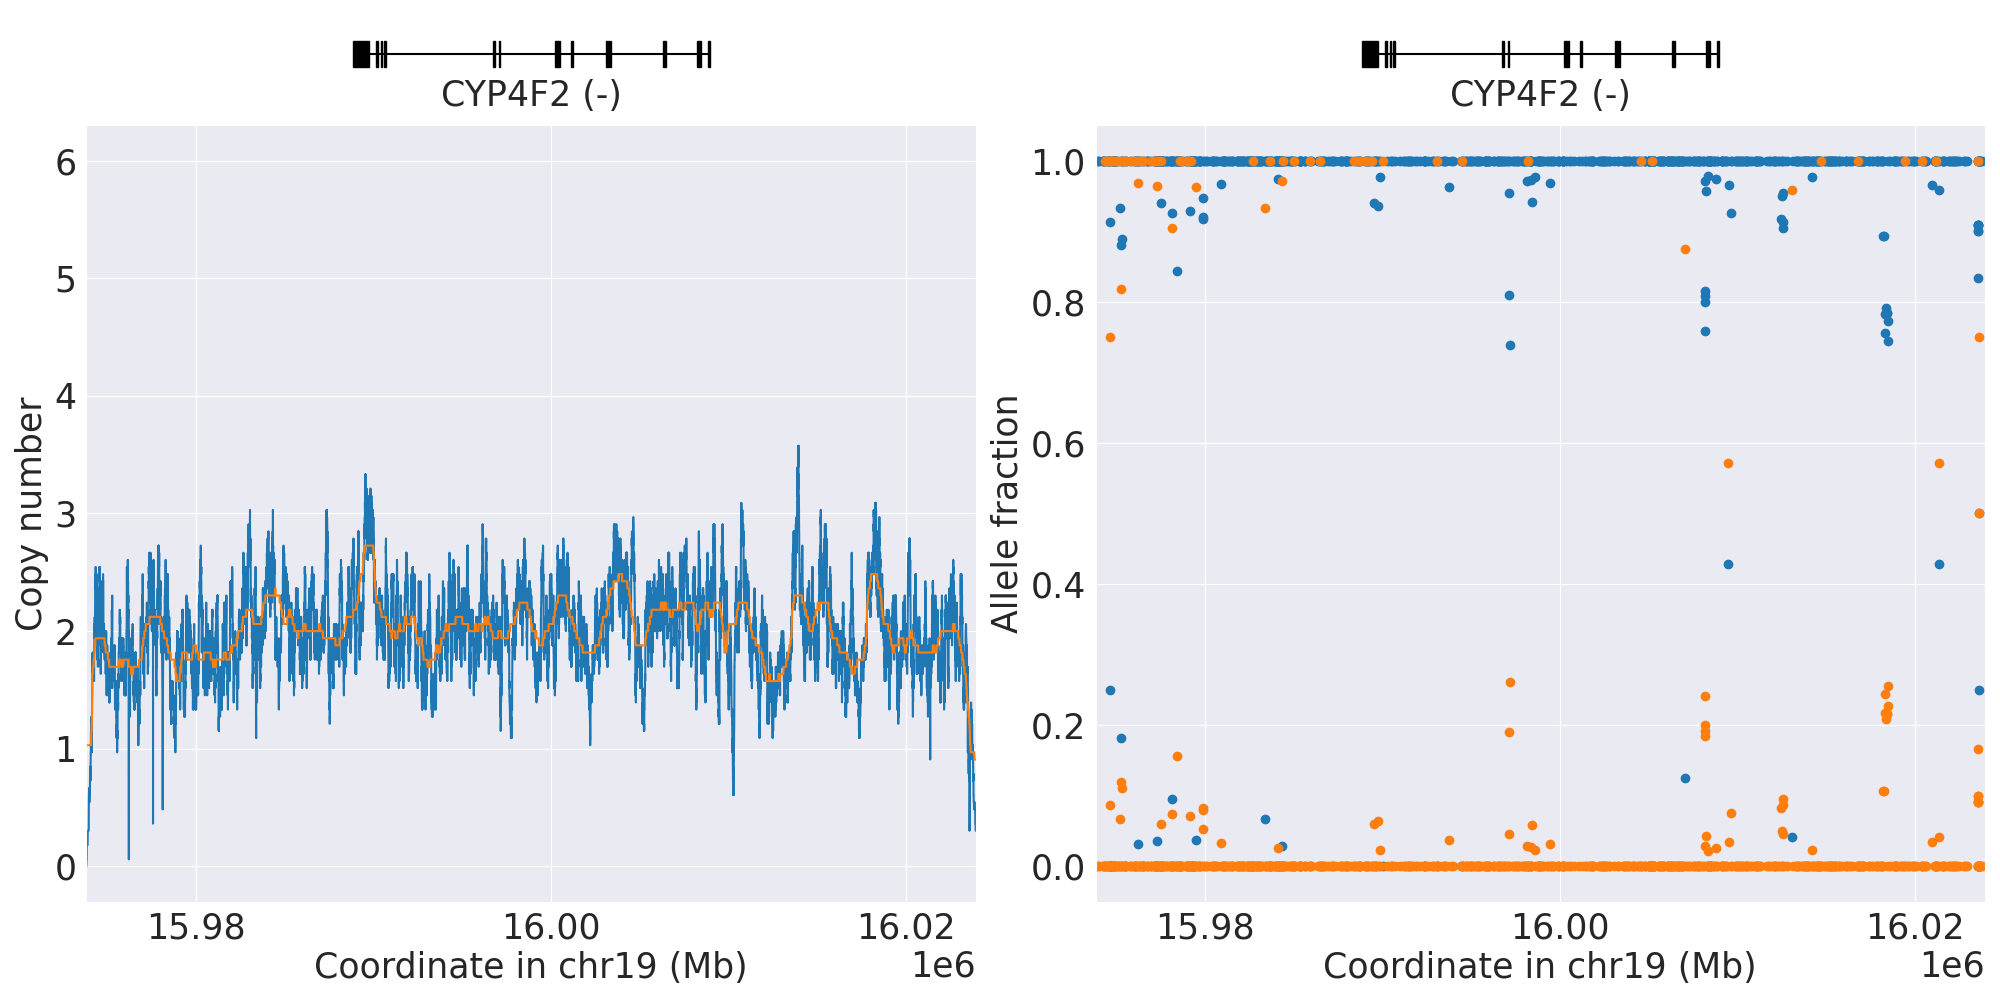 CYP4F2 (-)
6
5
4
3
2
1
0
Copy number
15.98
16.00
16.02
Coordinate in chr19 (Mb)
1e6
CYP4F2 (-)
1.0
0.8
0.6
0.4
0.2
0.0
Allele fraction
15.98
16.00
16.02
Coordinate in chr19 (Mb)
1e6